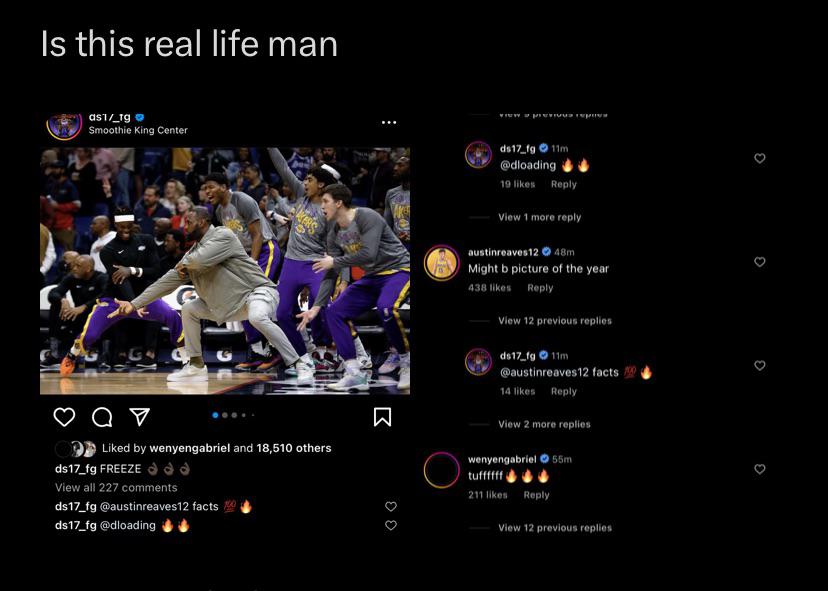 Is this real life man
ds17_fg
Smoothie King Center
LAKERS
Liked by wenyengabriel and 18,510 others
ds17_fg FREEZE 👌🏿👌🏿👌🏿
View all 227 comments
ds17_fg @austinreaves12 facts 💯🔥
ds17_fg @dloading 🔥🔥
View 9 previous replies
ds17_fg 11m
@dloading 🔥🔥
19 likes Reply
View 1 more reply
austinreaves12 48m
Might b picture of the year
438 likes Reply
View 12 previous replies
ds17_fg 11m
@austinreaves12 facts 💯🔥
14 likes Reply
View 2 more replies
wenyengabriel 55m
tuffffff🔥🔥🔥
211 likes Reply
View 12 previous replies